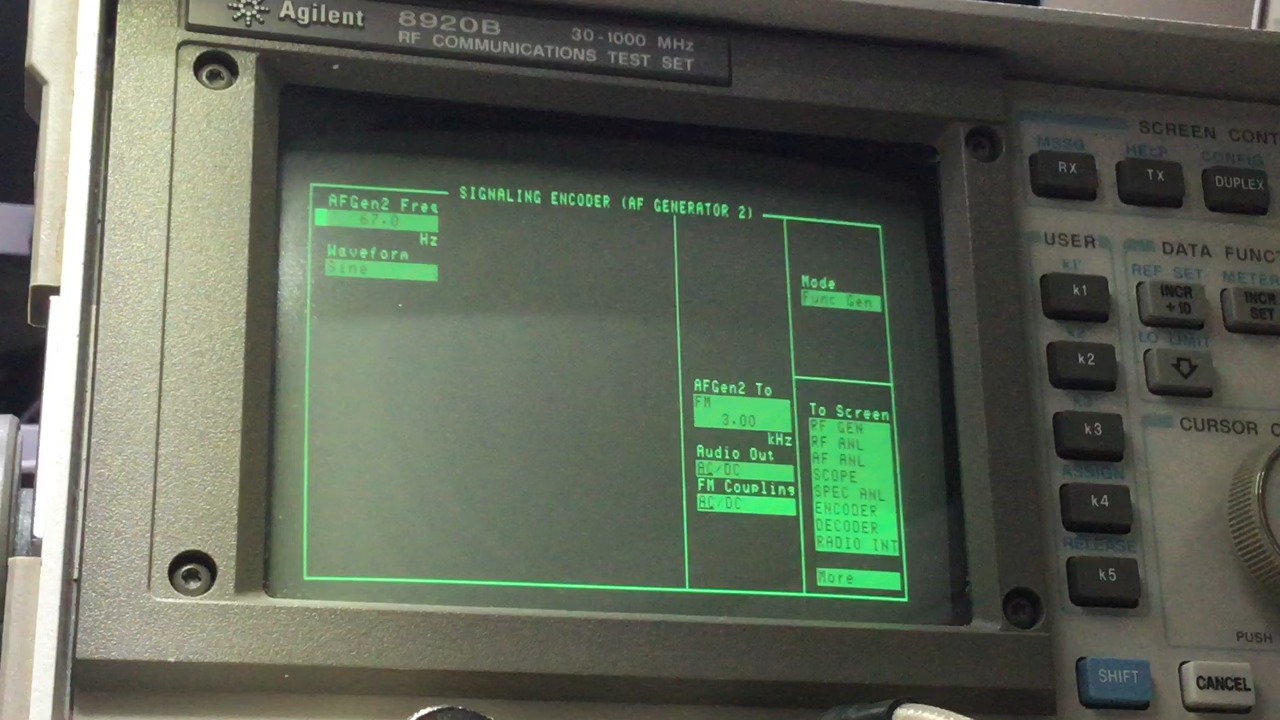 Agilent 8920B 30-1000 MHz
RF COMMUNICATIONS TEST SET
SIGNALING ENCODER (AF GENERATOR 2)
AFGen2 Freq
67.0
Hz
Waveform
Sine
Mode
Func Gen
AFGen2 To
FM
3.00
kHz
Audio Out
AC/DC
FM Coupling
AC/DC
To Screen
RF GEN
RF ANL
AF ANL
SCOPE
SPEC ANL
ENCODER
DECODER
RADIO INT
More
SCREEN CONT
MSSG HELP CONFIG
RX TX DUPLEX
USER
k1'
k1
k2
k3
ASSIGN
k4
RELEASE
k5
DATA FUNCT
REF SET METER
INCR +10
INCR SET
LO LIMIT
CURSOR C
PUSH
SHIFT CANCEL